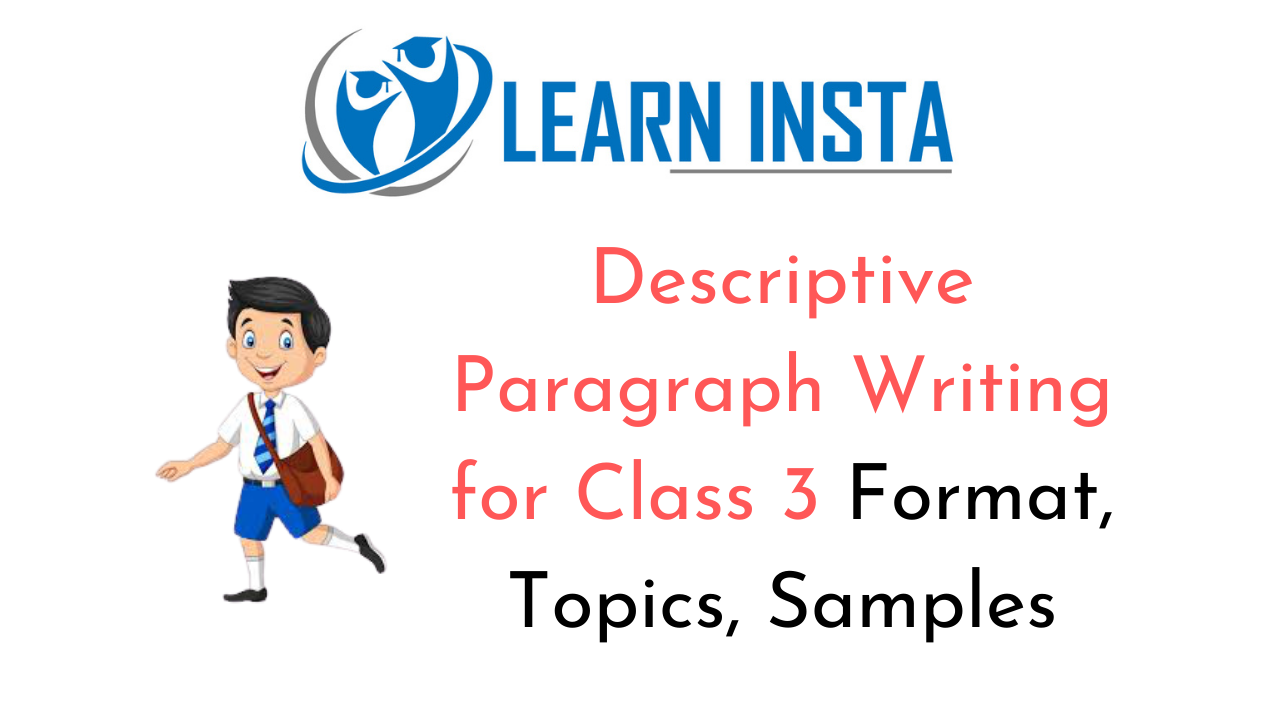 LEARN INSTA
Descriptive
Paragraph Writing
for Class 3 Format,
Topics, Samples